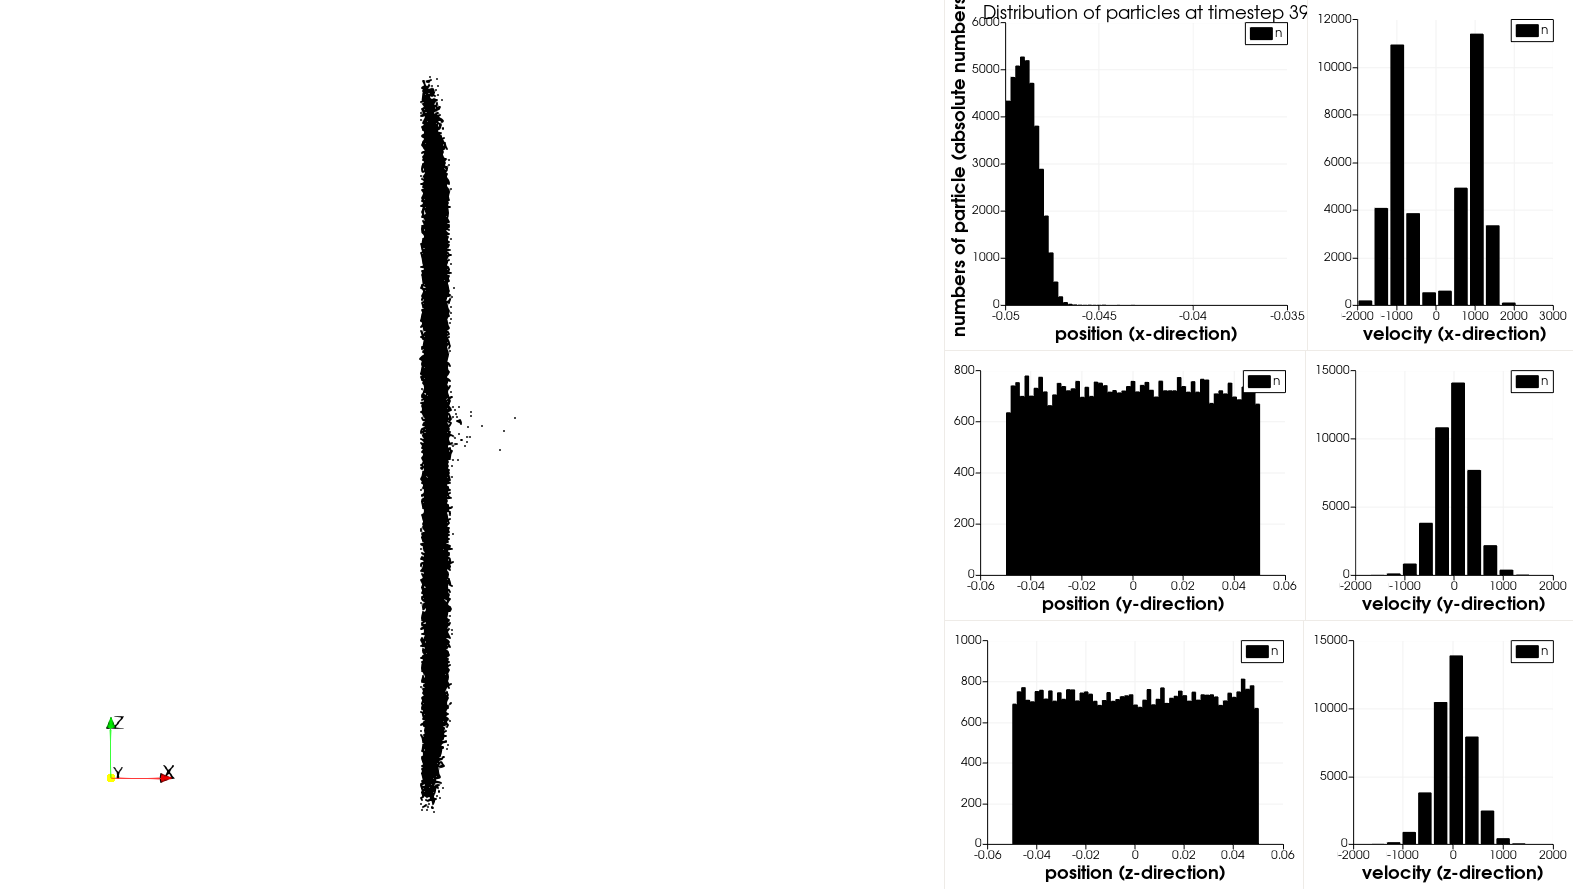 Distribution of particles at timestep 39
numbers of particle (absolute numbers
6000
5000
4000
3000
2000
1000
0
-0.05 -0.045 -0.04 -0.035
position (x-direction)
n
12000
10000
8000
6000
4000
2000
0
-2000 -1000 0 1000 2000 3000
velocity (x-direction)
n
800
600
400
200
0
-0.06 -0.04 -0.02 0 0.02 0.04 0.06
position (y-direction)
n
15000
10000
5000
0
-2000 -1000 0 1000 2000
velocity (y-direction)
n
1000
800
600
400
200
0
-0.06 -0.04 -0.02 0 0.02 0.04 0.06
position (z-direction)
n
15000
10000
5000
0
-2000 -1000 0 1000 2000
velocity (z-direction)
n
Z
Y X